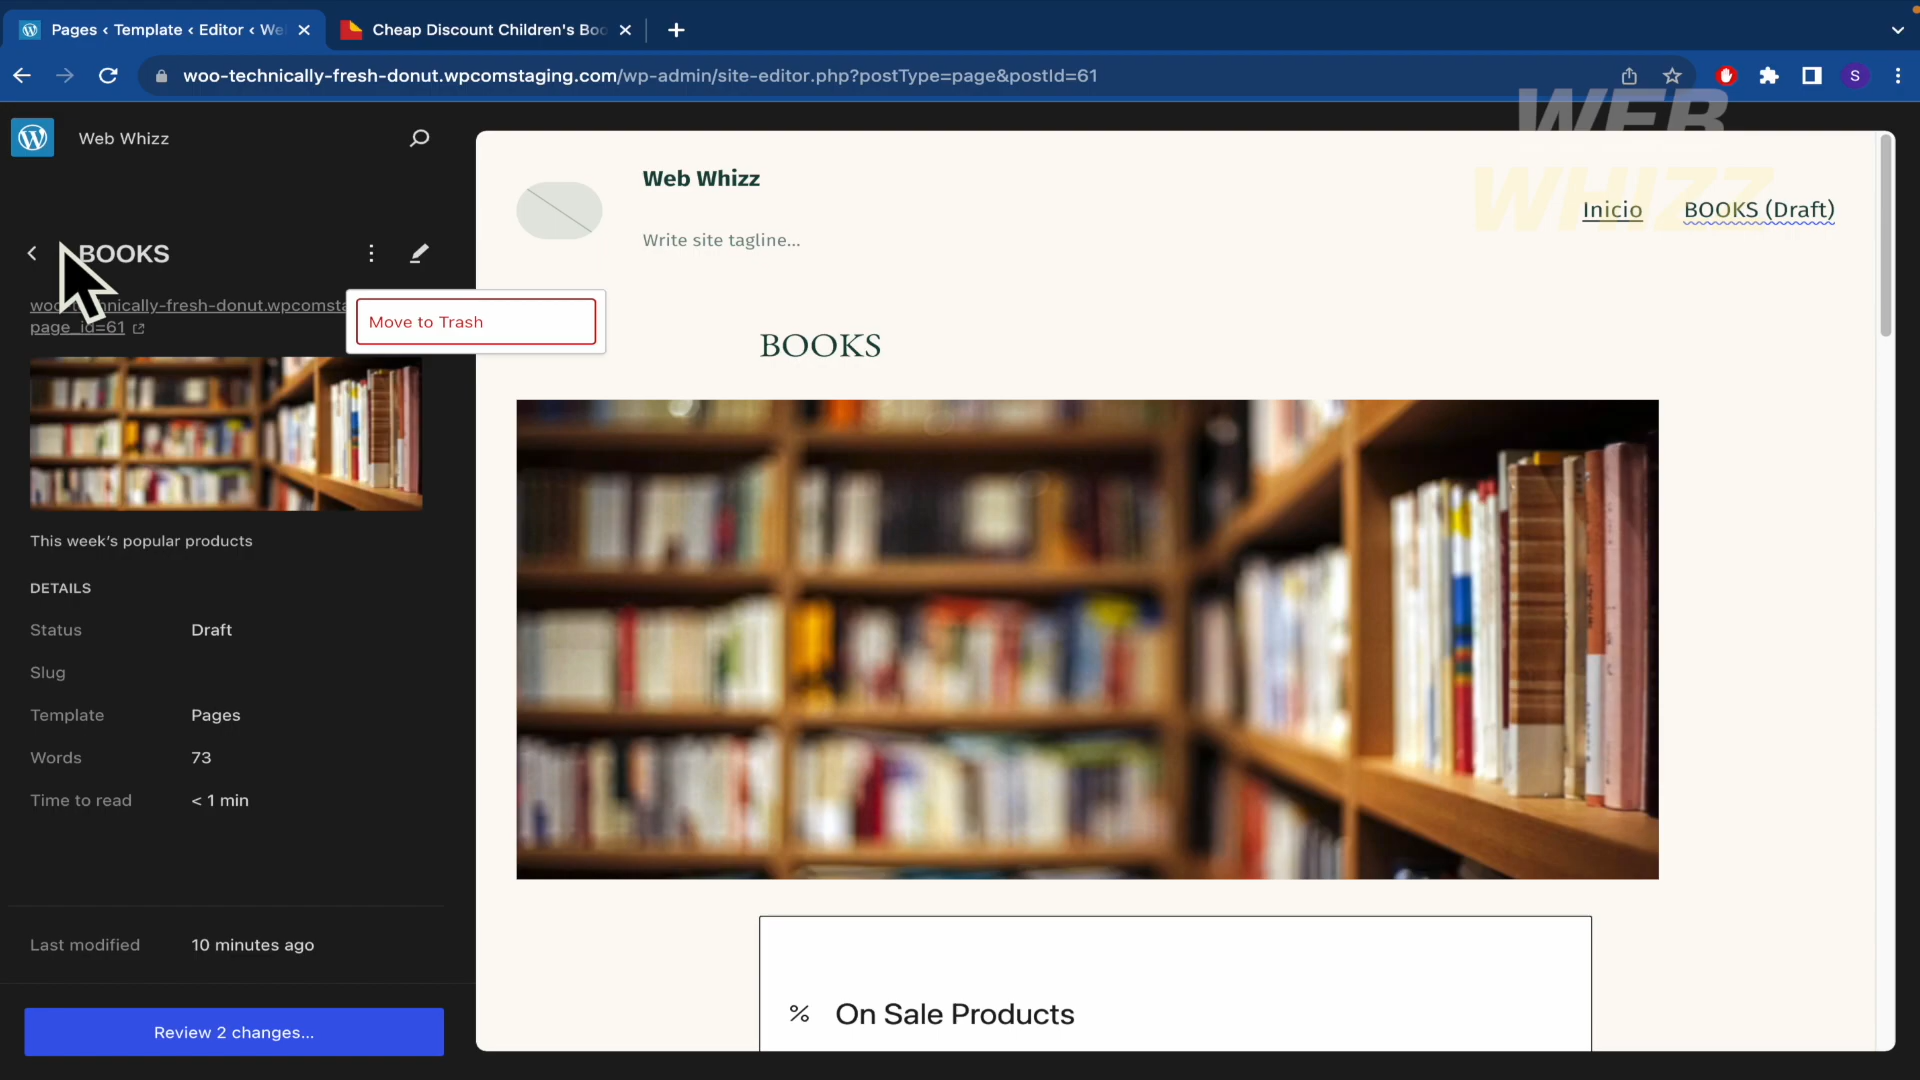 Pages ‹ Template ‹ Editor ‹ We
Cheap Discount Children's Boo
woo-technically-fresh-donut.wpcomstaging.com/wp-admin/site-editor.php?postType=page&postId=61
S
WEB
WHIZZ
Web Whizz
Web Whizz
Write site tagline...
Inicio
BOOKS (Draft)
BOOKS
page_id=61
Move to Trash
BOOKS
This week's popular products
DETAILS
Status Draft
Slug
Template Pages
Words 73
Time to read < 1 min
Last modified 10 minutes ago
Review 2 changes...
% On Sale Products